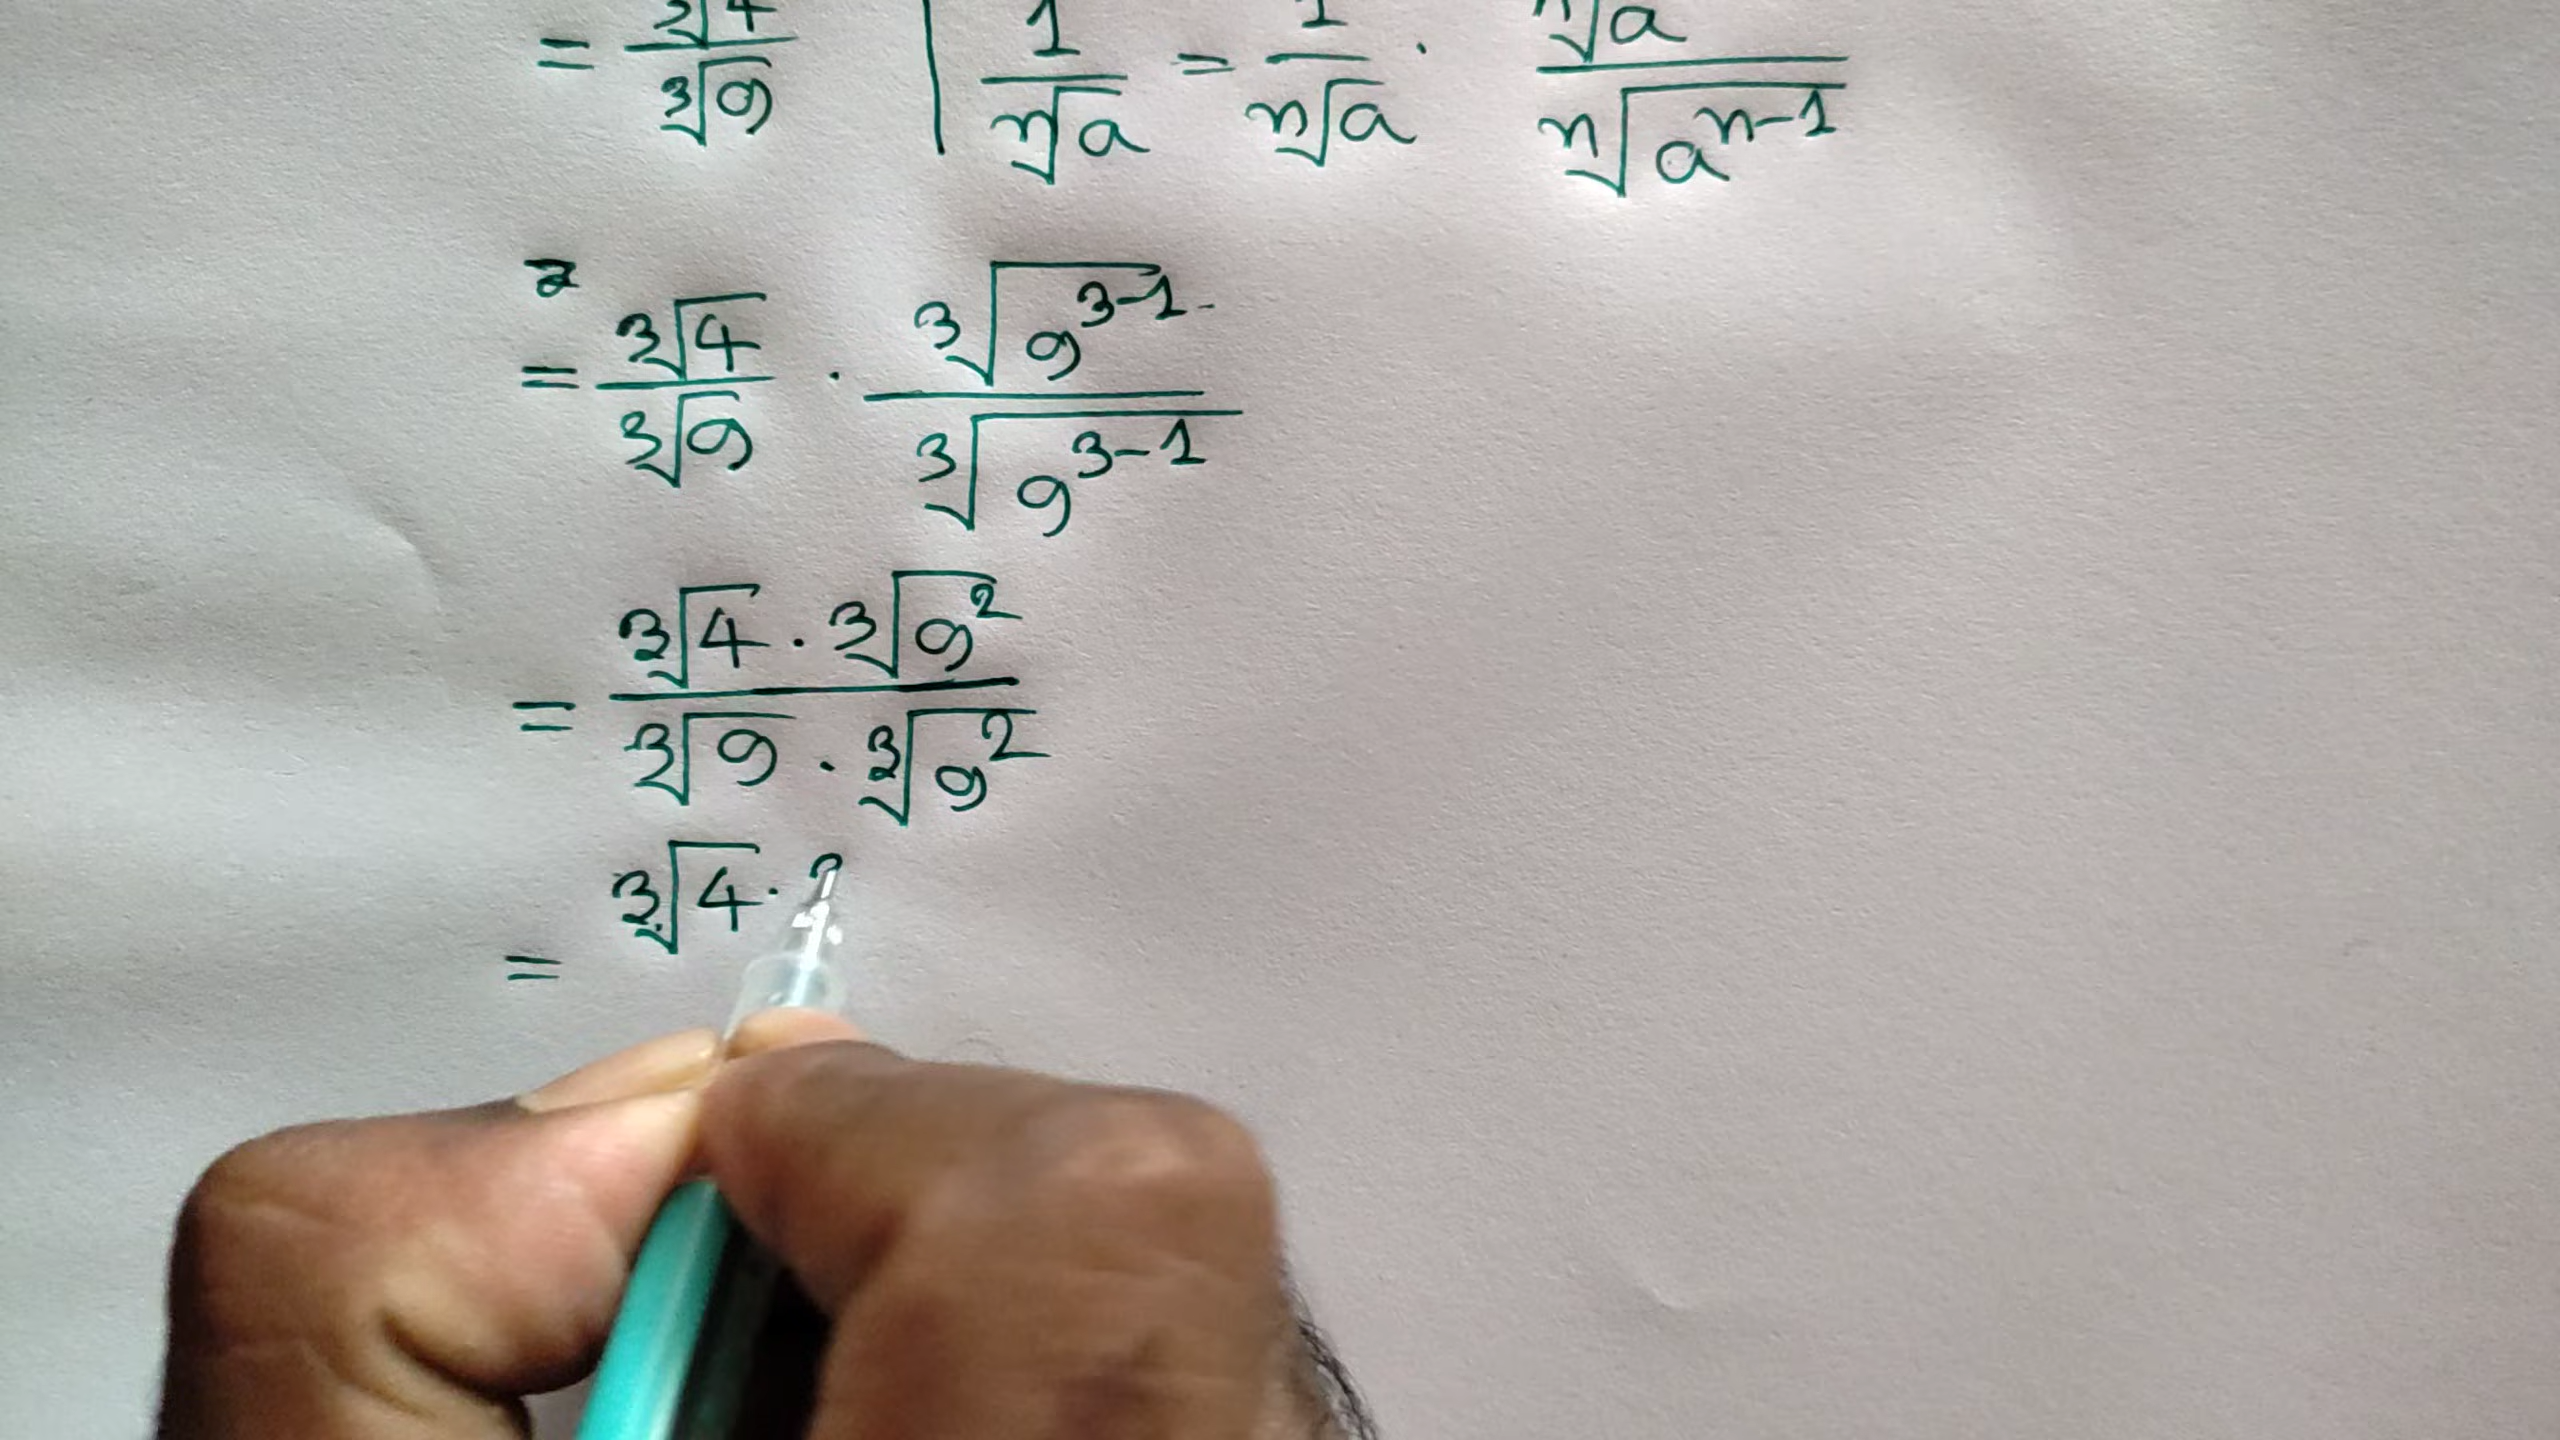 = ∛4 / ∛9 | 1 / ⁿ√a = 1 / ⁿ√a · ⁿ√a / ⁿ√(aⁿ⁻¹)
= ∛4 / ∛9 · ∛(9³⁻¹) / ∛(9³⁻¹)
= ∛4 · ∛(9²) / ∛9 · ∛(9²)
= ∛4 ·